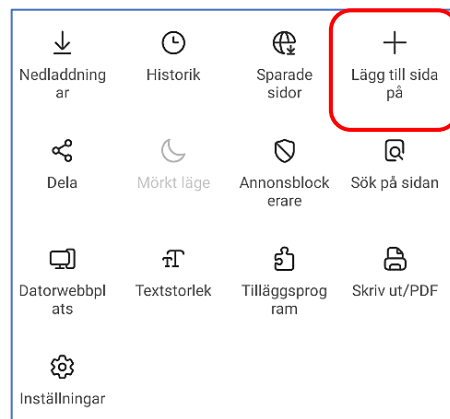 Nedladdning
ar
Historik
Sparade
sidor
Lägg till sida
på
Dela
Mörkt läge
Annonsblock
erare
Sök på sidan
Datorwebbpl
ats
Textstorlek
Tilläggsprog
ram
Skriv ut/PDF
Inställningar